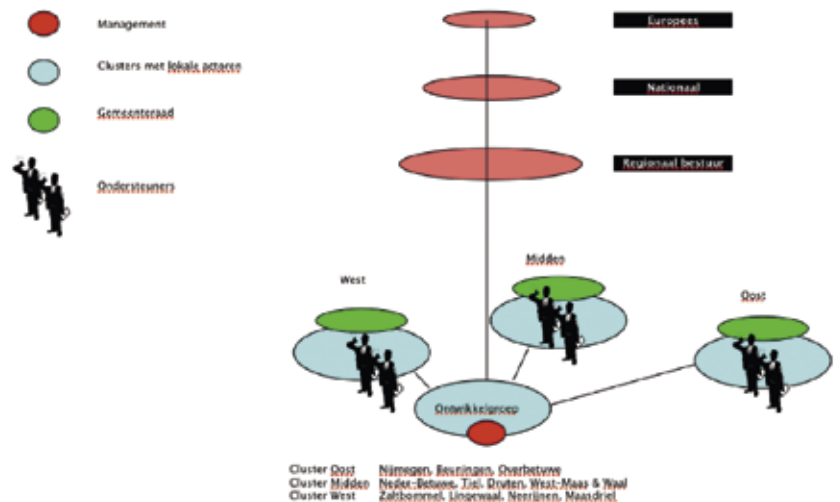 Management
Europees
Clusters met lokale actoren
Nationaal
Gemeenteraad
Regionaal bestuur
Ondersteuners
Midden
West
Oost
Ontwikkelgroep
Cluster Oost Nijmegen, Beuningen, Overbetuwe
Cluster Midden Neder-Betuwe, Tiel, Druten, West-Maas & Waal
Cluster West Zaltbommel, Lingewaal, Neerijnen, Maasdriel